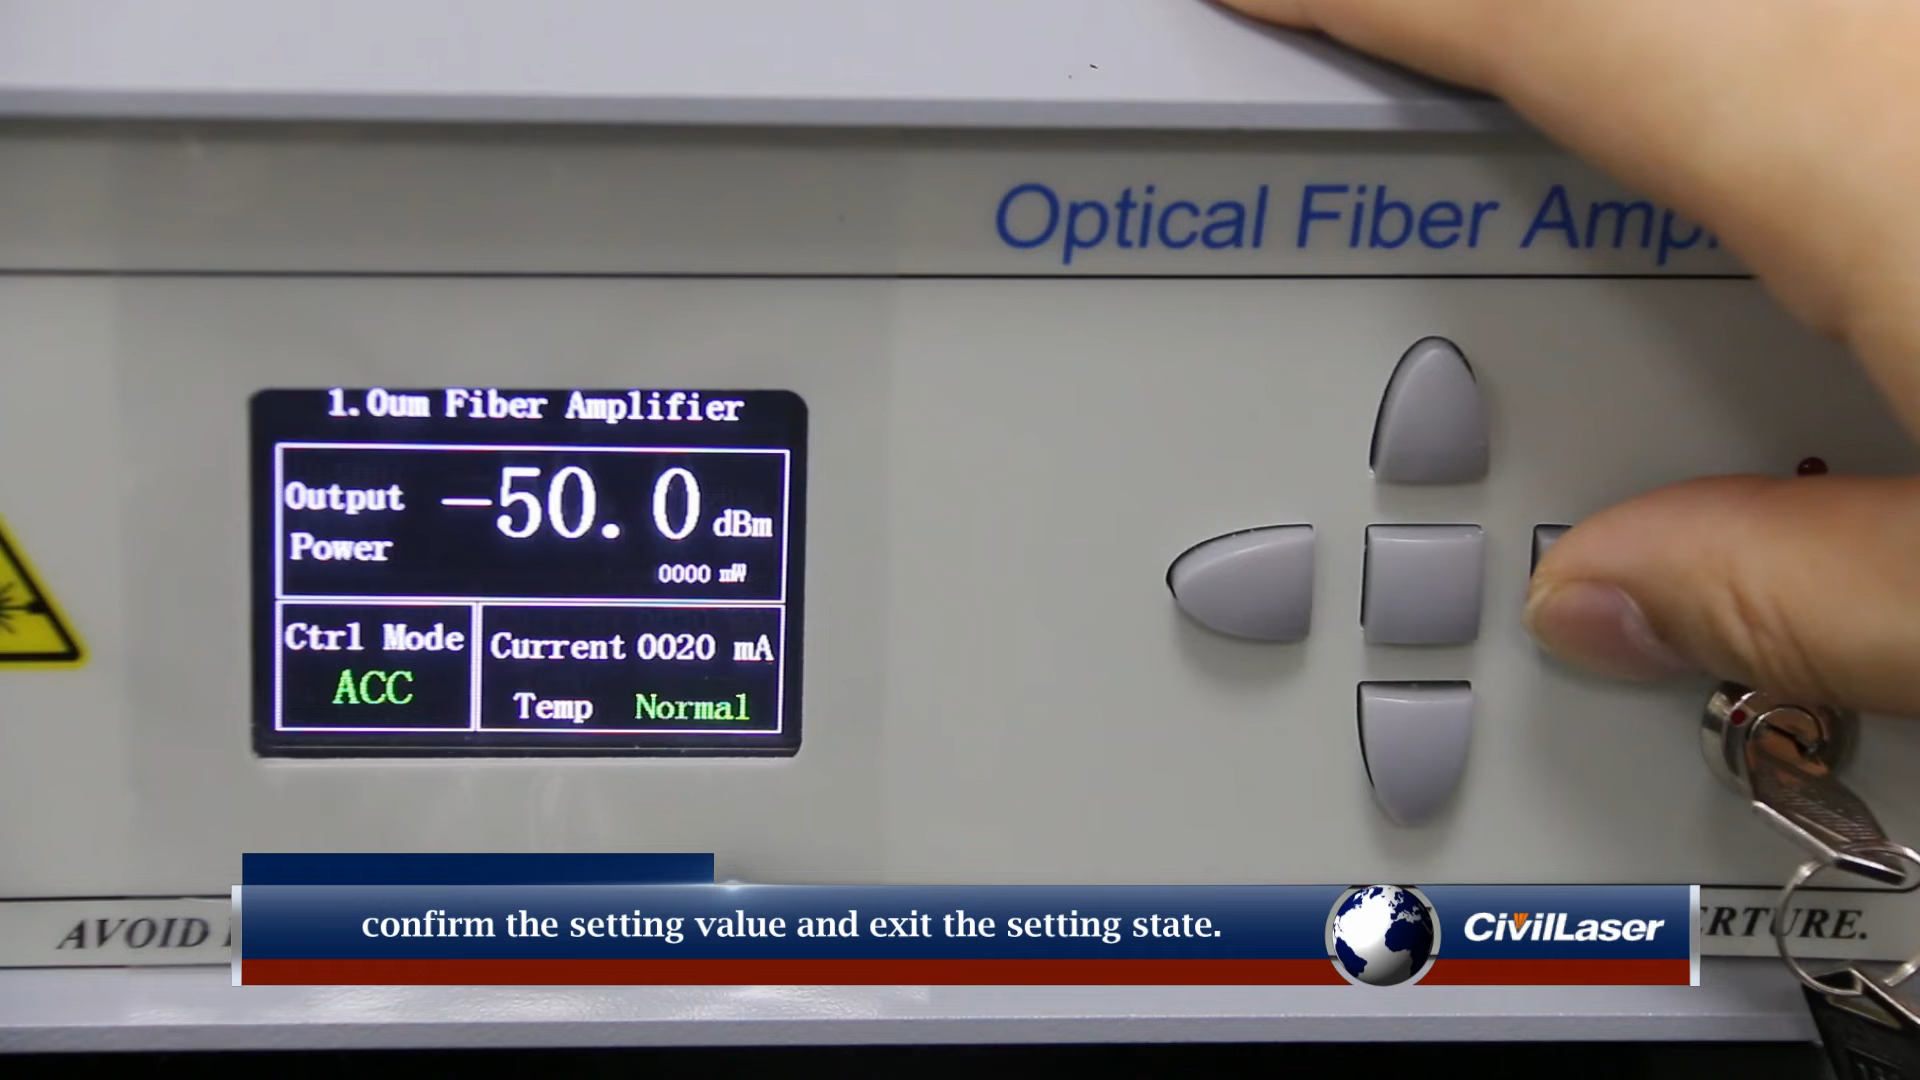 Optical Fiber Amp
1.0um Fiber Amplifier
Output
Power
-50.0 dBm
0000 mW
Ctrl Mode
ACC
Current 0020 mA
Temp Normal
confirm the setting value and exit the setting state.
CivilLaser
AVOID
ERTURE.